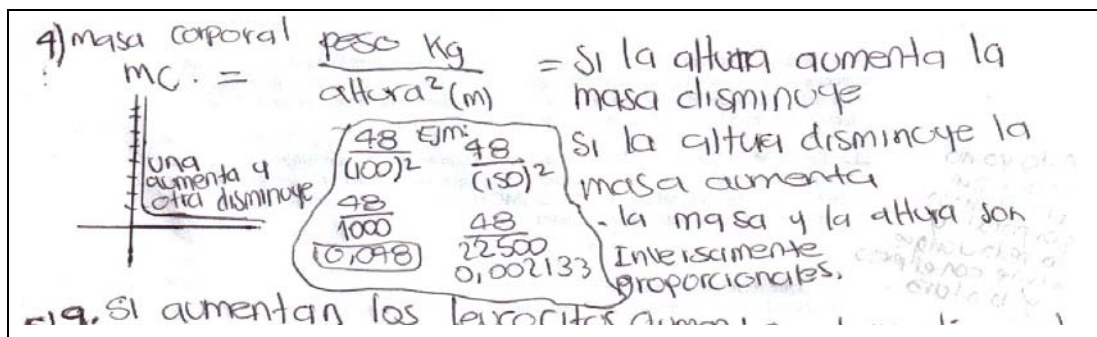 4) masa corporal
MC. = peso Kg / altura² (m) = Si la altura aumenta la
masa disminuye
Si la altura disminuye la
masa aumenta
- la masa y la altura son
Inversamente
proporcionales.
una
aumenta y
otra disminuye
Ejm:
48 / (100)² 48 / (150)²
48 / 1000 48 / 22500
0,048 0,002133
Si aumentan los